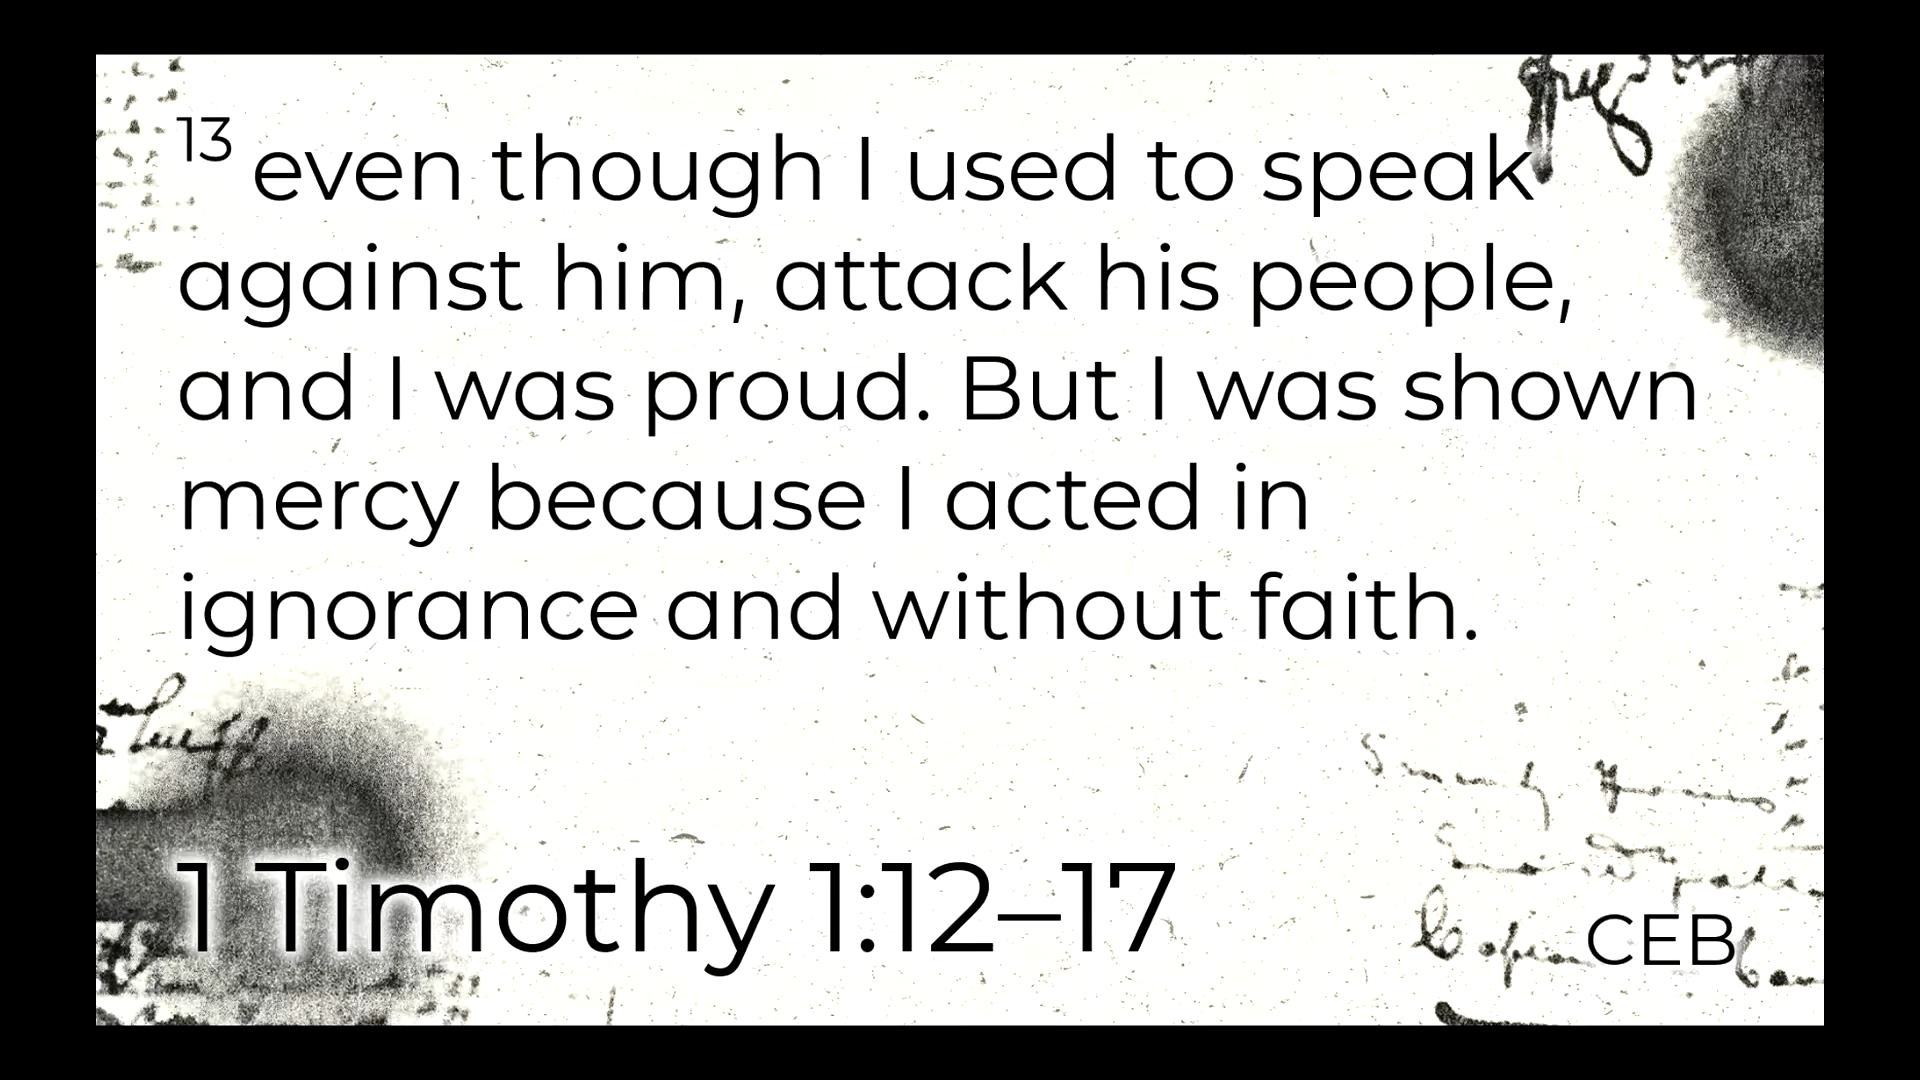 13 even though I used to speak
against him, attack his people,
and I was proud. But I was shown
mercy because I acted in
ignorance and without faith.
1 Timothy 1:12–17
CEB